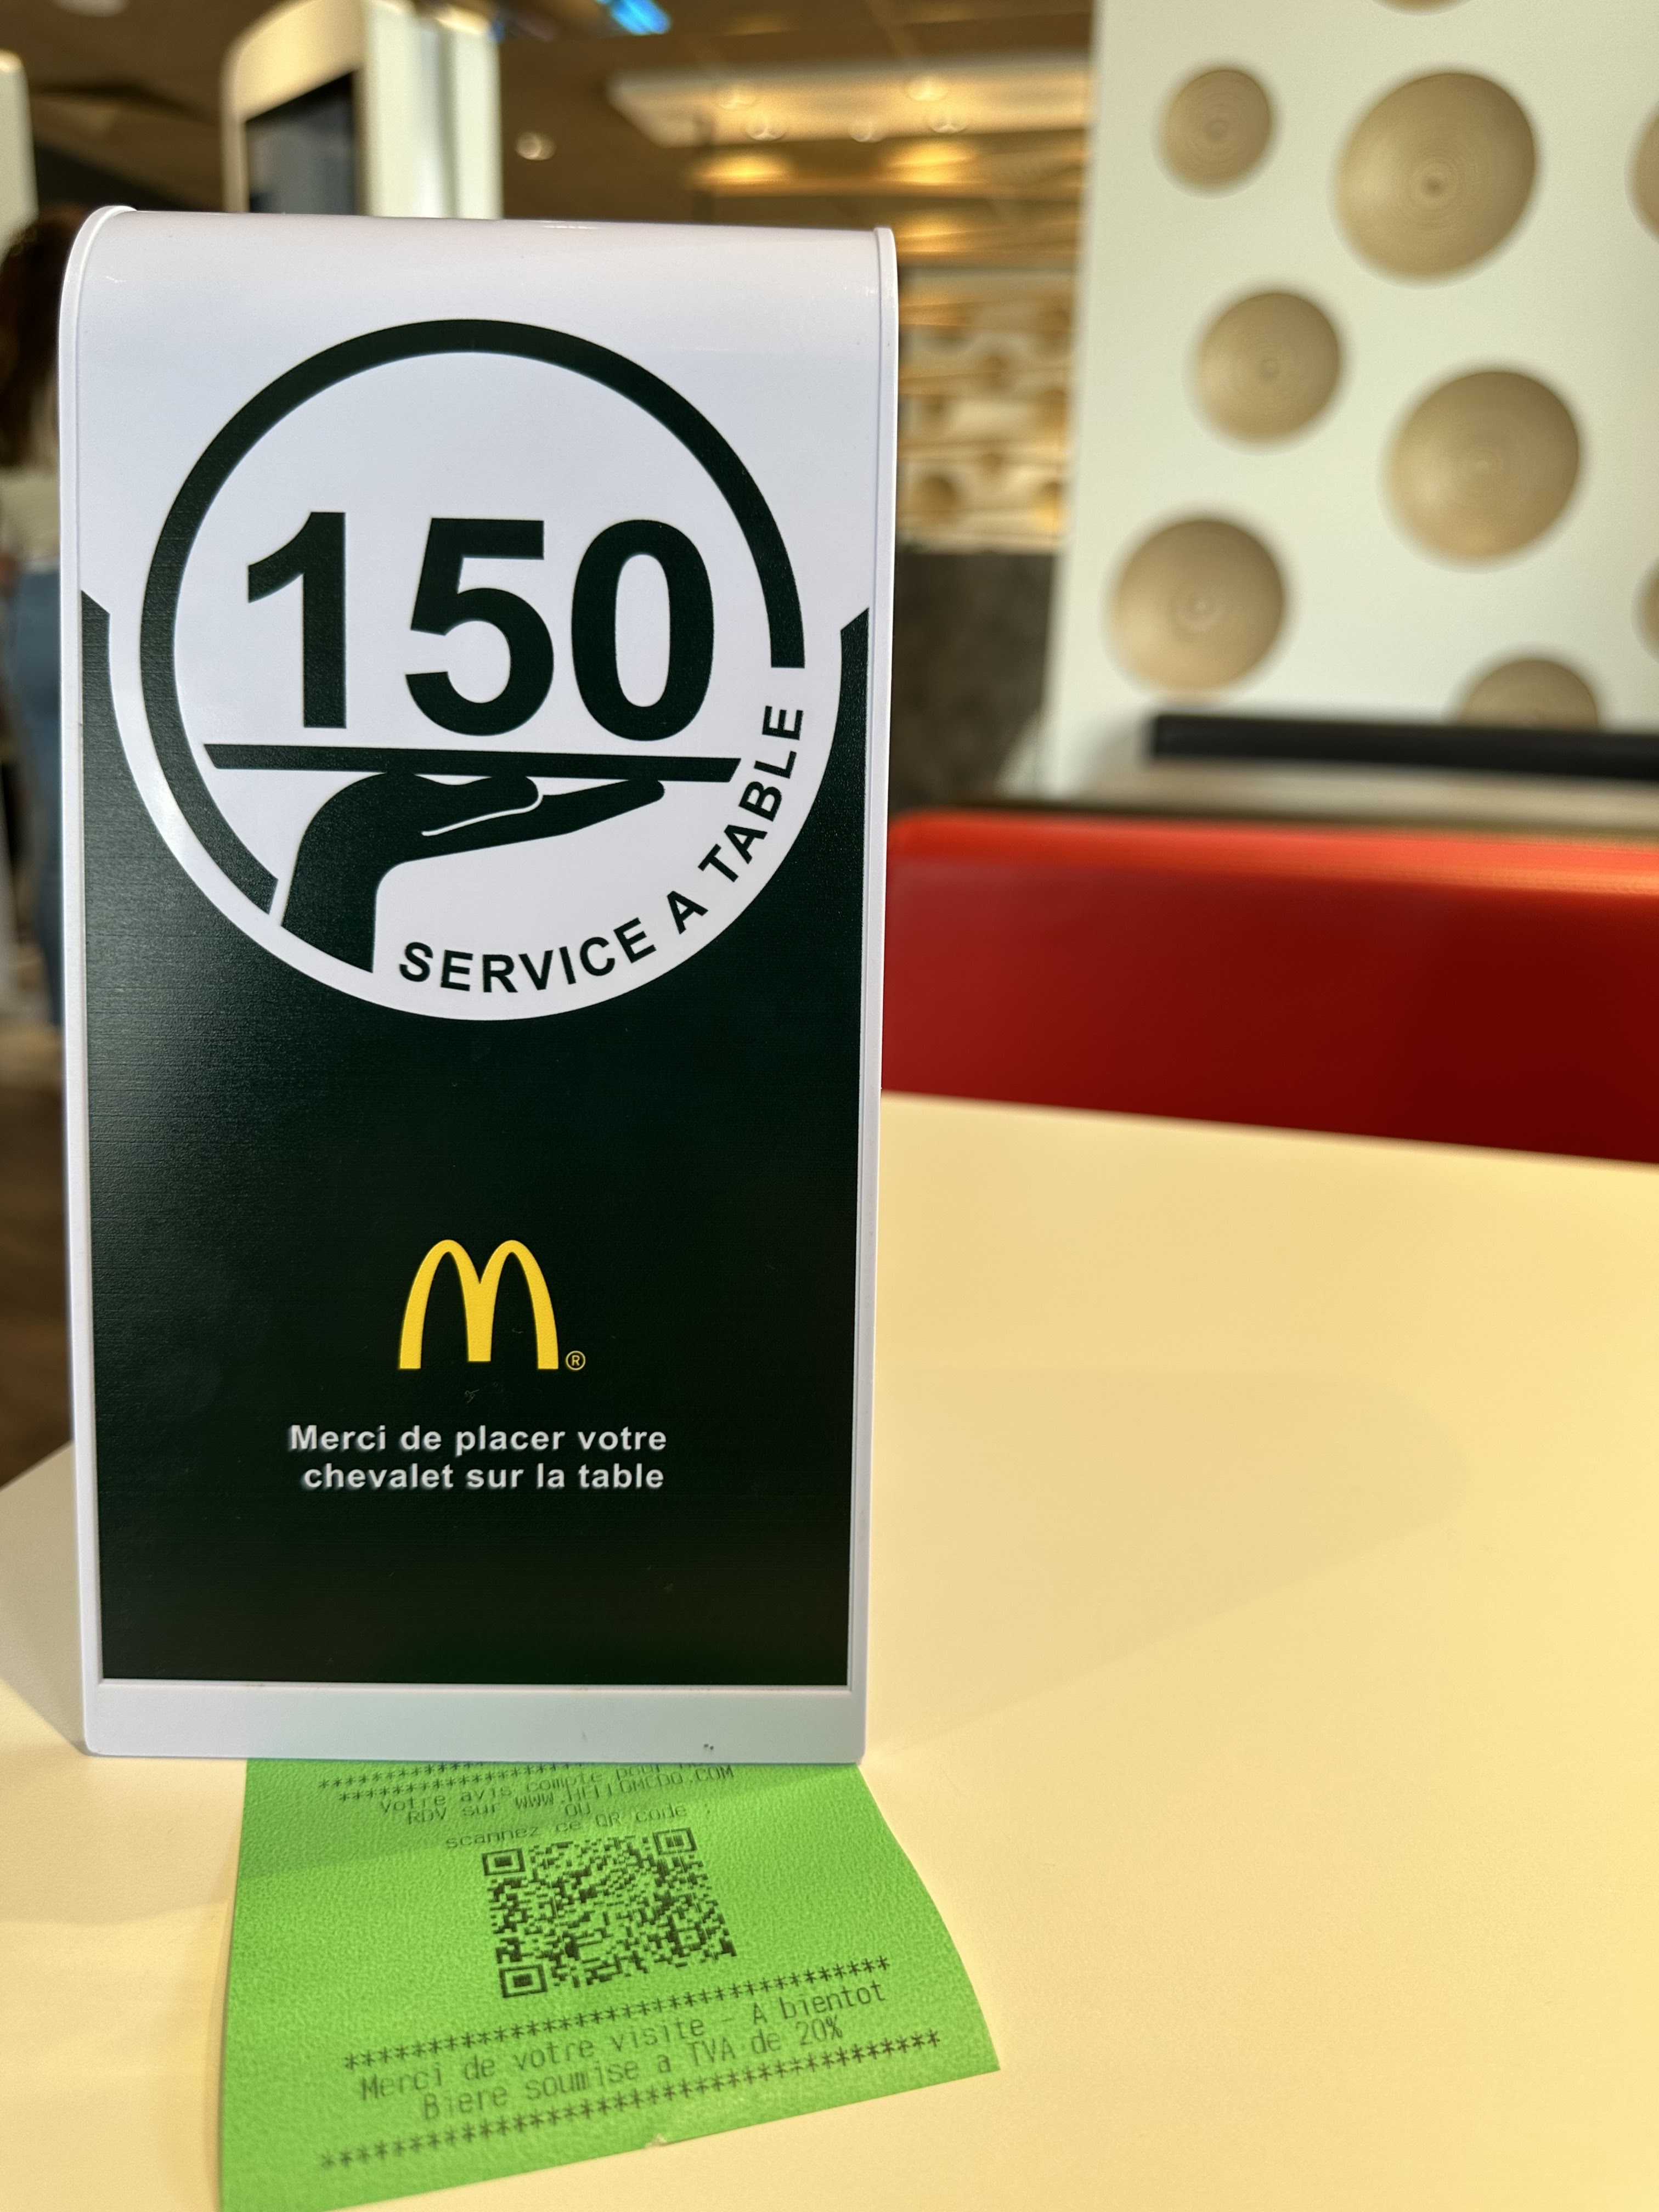 150
SERVICE A TABLE
®
Merci de placer votre
chevalet sur la table
**********************
Votre avis compte pour
RDV sur WWW.HELLOMCDO.COM
OU
scannez ce QR Code :
**********************************
Merci de votre visite - A bientot
Biere soumise a TVA de 20%
**********************************